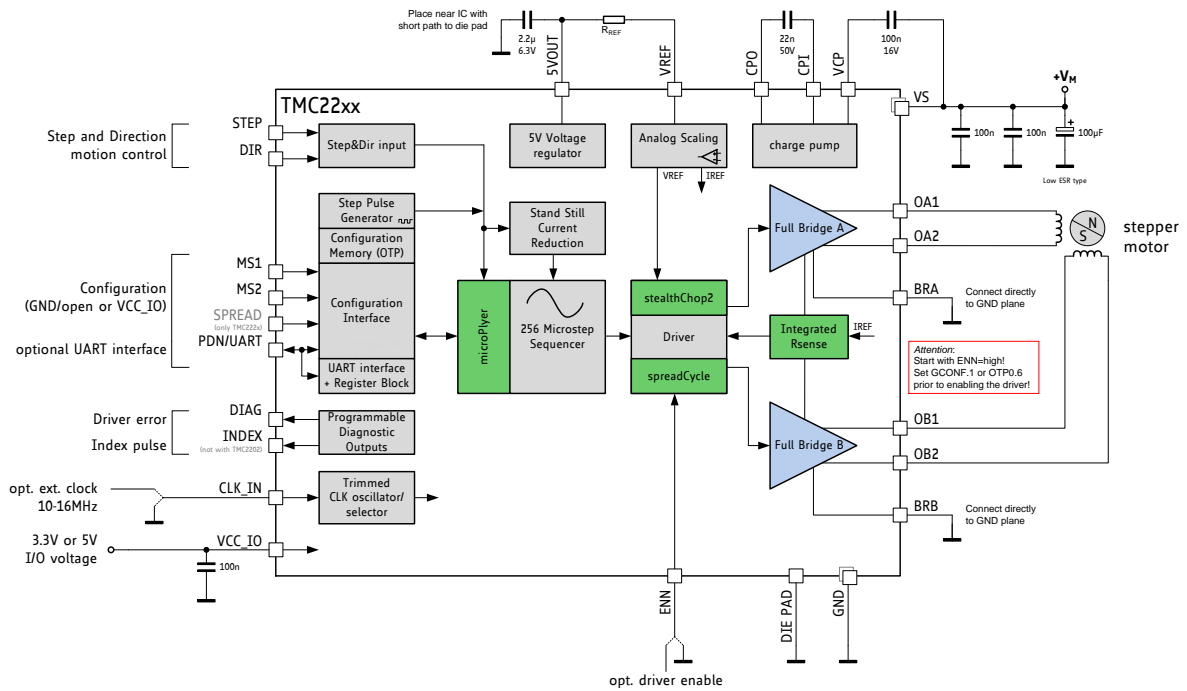 Place near IC with
short path to die pad
2.2µ
6.3V
RREF
22n
50V
100n
16V
5VOUT
VREF
CPO
CPI
VCP
+VM
VS
TMC22xx
100n
100n
+
100µF
Low ESR type
Step and Direction
motion control
STEP
DIR
Step&Dir input
5V Voltage
regulator
Analog Scaling
VREF
IREF
charge pump
Step Pulse
Generator
Configuration
Memory (OTP)
Stand Still
Current
Reduction
Full Bridge A
OA1
OA2
N
S
stepper
motor
Configuration
(GND/open or VCC_IO)
optional UART interface
MS1
MS2
SPREAD
(only TMC222x)
PDN/UART
Configuration
Interface
UART interface
+ Register Block
microPlyer
256 Microstep
Sequencer
stealthChop2
Driver
spreadCycle
Integrated
Rsense
IREF
BRA
Connect directly
to GND plane
Attention:
Start with ENN=high!
Set GCONF.1 or OTP0.6
prior to enabling the driver!
Driver error
Index pulse
DIAG
INDEX
(not with TMC2202)
Programmable
Diagnostic
Outputs
Full Bridge B
OB1
OB2
opt. ext. clock
10-16MHz
CLK_IN
Trimmed
CLK oscillator/
selector
BRB
Connect directly
to GND plane
3.3V or 5V
I/O voltage
VCC_IO
100n
ENN
DIE PAD
GND
opt. driver enable